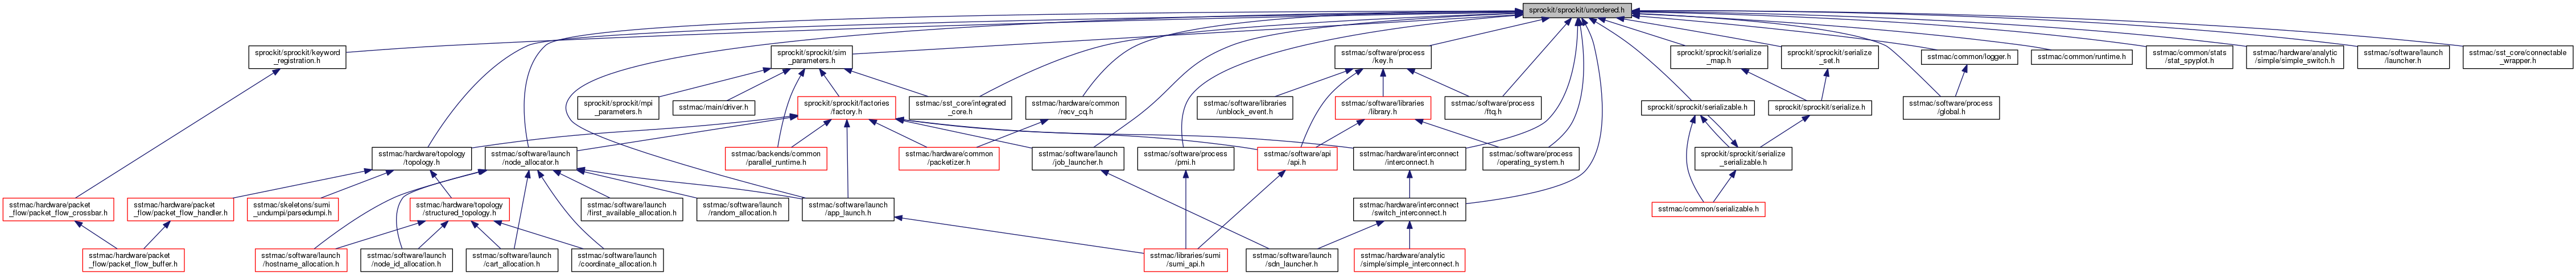 sprockit/sprockit/unordered.h
sprockit/sprockit/keyword
_registration.h
sprockit/sprockit/sim
_parameters.h
sstmac/software/process
/key.h
sprockit/sprockit/serialize
_map.h
sprockit/sprockit/serialize
_set.h
sstmac/common/logger.h
sstmac/common/runtime.h
sstmac/common/stats
/stat_spyplot.h
sstmac/hardware/analytic
/simple/simple_switch.h
sstmac/software/launch
/launcher.h
sstmac/sst_core/connectable
_wrapper.h
sprockit/sprockit/mpi
_parameters.h
sstmac/main/driver.h
sprockit/sprockit/factories
/factory.h
sstmac/sst_core/integrated
_core.h
sstmac/hardware/common
/recv_cq.h
sstmac/software/libraries
/unblock_event.h
sstmac/software/libraries
/library.h
sstmac/software/process
/ftq.h
sprockit/sprockit/serializable.h
sprockit/sprockit/serialize.h
sstmac/software/process
/global.h
sstmac/hardware/topology
/topology.h
sstmac/software/launch
/node_allocator.h
sstmac/backends/common
/parallel_runtime.h
sstmac/hardware/common
/packetizer.h
sstmac/software/launch
/job_launcher.h
sstmac/software/process
/pmi.h
sstmac/software/api
/api.h
sstmac/hardware/interconnect
/interconnect.h
sstmac/software/process
/operating_system.h
sprockit/sprockit/serialize
_serializable.h
sstmac/hardware/packet
_flow/packet_flow_crossbar.h
sstmac/hardware/packet
_flow/packet_flow_handler.h
sstmac/skeletons/sumi
_undumpi/parsedumpi.h
sstmac/hardware/topology
/structured_topology.h
sstmac/software/launch
/first_available_allocation.h
sstmac/software/launch
/random_allocation.h
sstmac/software/launch
/app_launch.h
sstmac/hardware/interconnect
/switch_interconnect.h
sstmac/common/serializable.h
sstmac/hardware/packet
_flow/packet_flow_buffer.h
sstmac/software/launch
/hostname_allocation.h
sstmac/software/launch
/node_id_allocation.h
sstmac/software/launch
/cart_allocation.h
sstmac/software/launch
/coordinate_allocation.h
sstmac/libraries/sumi
/sumi_api.h
sstmac/software/launch
/sdn_launcher.h
sstmac/hardware/analytic
/simple/simple_interconnect.h